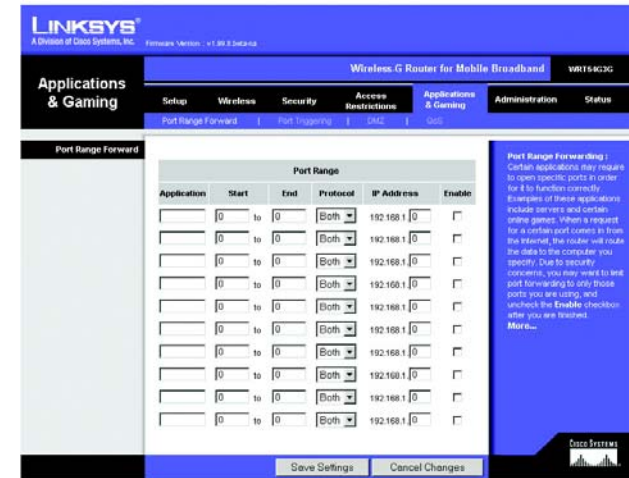 LINKSYS®
A Division of Cisco Systems, Inc.
Firmware Version : v1.99.8
Wireless-G Router for Mobile Broadband WRT54G3G
Applications & Gaming
Setup Wireless Security Access Restrictions Applications & Gaming Administration Status
Port Range Forward | Port Triggering | DMZ | QoS
Port Range Forward
Port Range
Application Start End Protocol IP Address Enable
0 to 0 Both 192.168.1. 0
0 to 0 Both 192.168.1. 0
0 to 0 Both 192.168.1. 0
0 to 0 Both 192.168.1. 0
0 to 0 Both 192.168.1. 0
0 to 0 Both 192.168.1. 0
0 to 0 Both 192.168.1. 0
0 to 0 Both 192.168.1. 0
0 to 0 Both 192.168.1. 0
0 to 0 Both 192.168.1. 0
Port Range Forwarding :
Certain applications may require
to open specific ports in order
for it to function correctly.
Examples of these applications
include servers and certain
online games. When a request
for a certain port comes in from
the Internet, the router will route
the data to the computer you
specify. Due to security
concerns, you may want to limit
port forwarding to only those
ports you are using, and
uncheck the Enable checkbox
after you are finished.
More...
Save Settings Cancel Changes
CISCO SYSTEMS